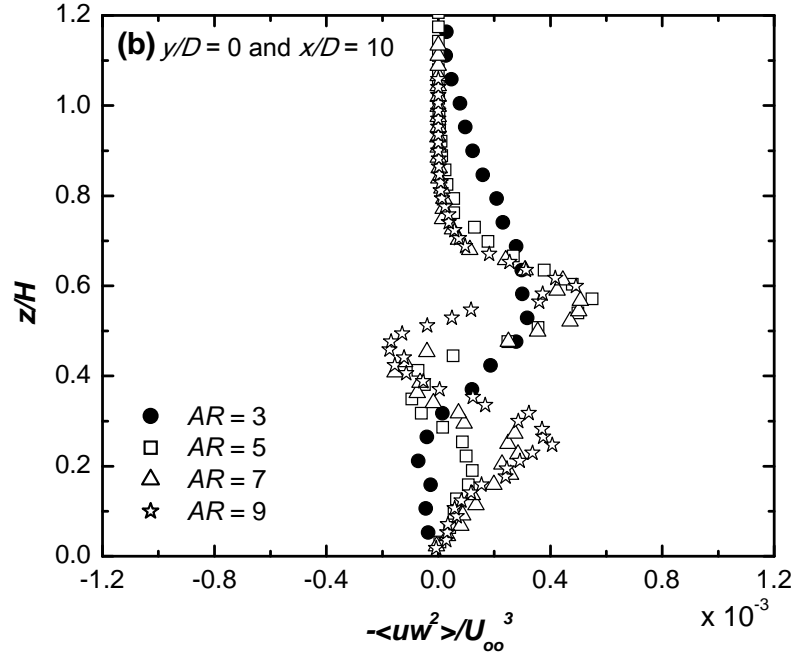 (b) y/D = 0 and x/D = 10
1.2
1.0
0.8
0.6
0.4
0.2
0.0
z/H
AR = 3
AR = 5
AR = 7
AR = 9
-1.2 -0.8 -0.4 0.0 0.4 0.8 1.2
x 10⁻³
-<uw²>/U∞³